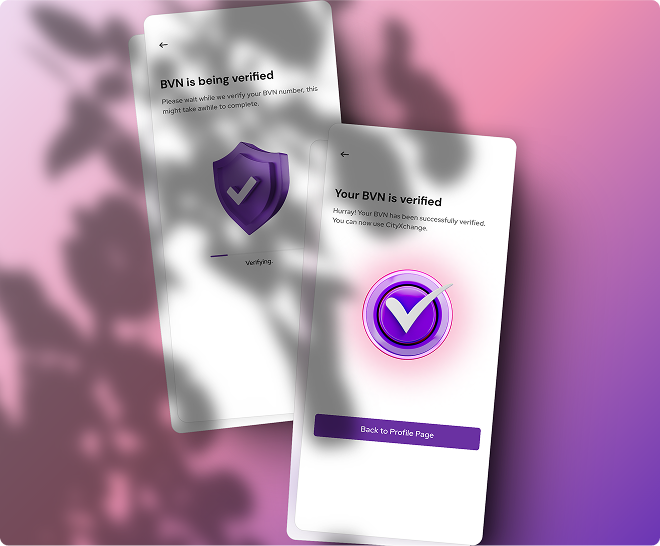 BVN is being verified
Please wait while we verify your BVN number, this
might take awhile to complete.
Verifying.
Your BVN is verified
Hurray! Your BVN has been successfully verified.
You can now use CityXchange.
Back to Profile Page